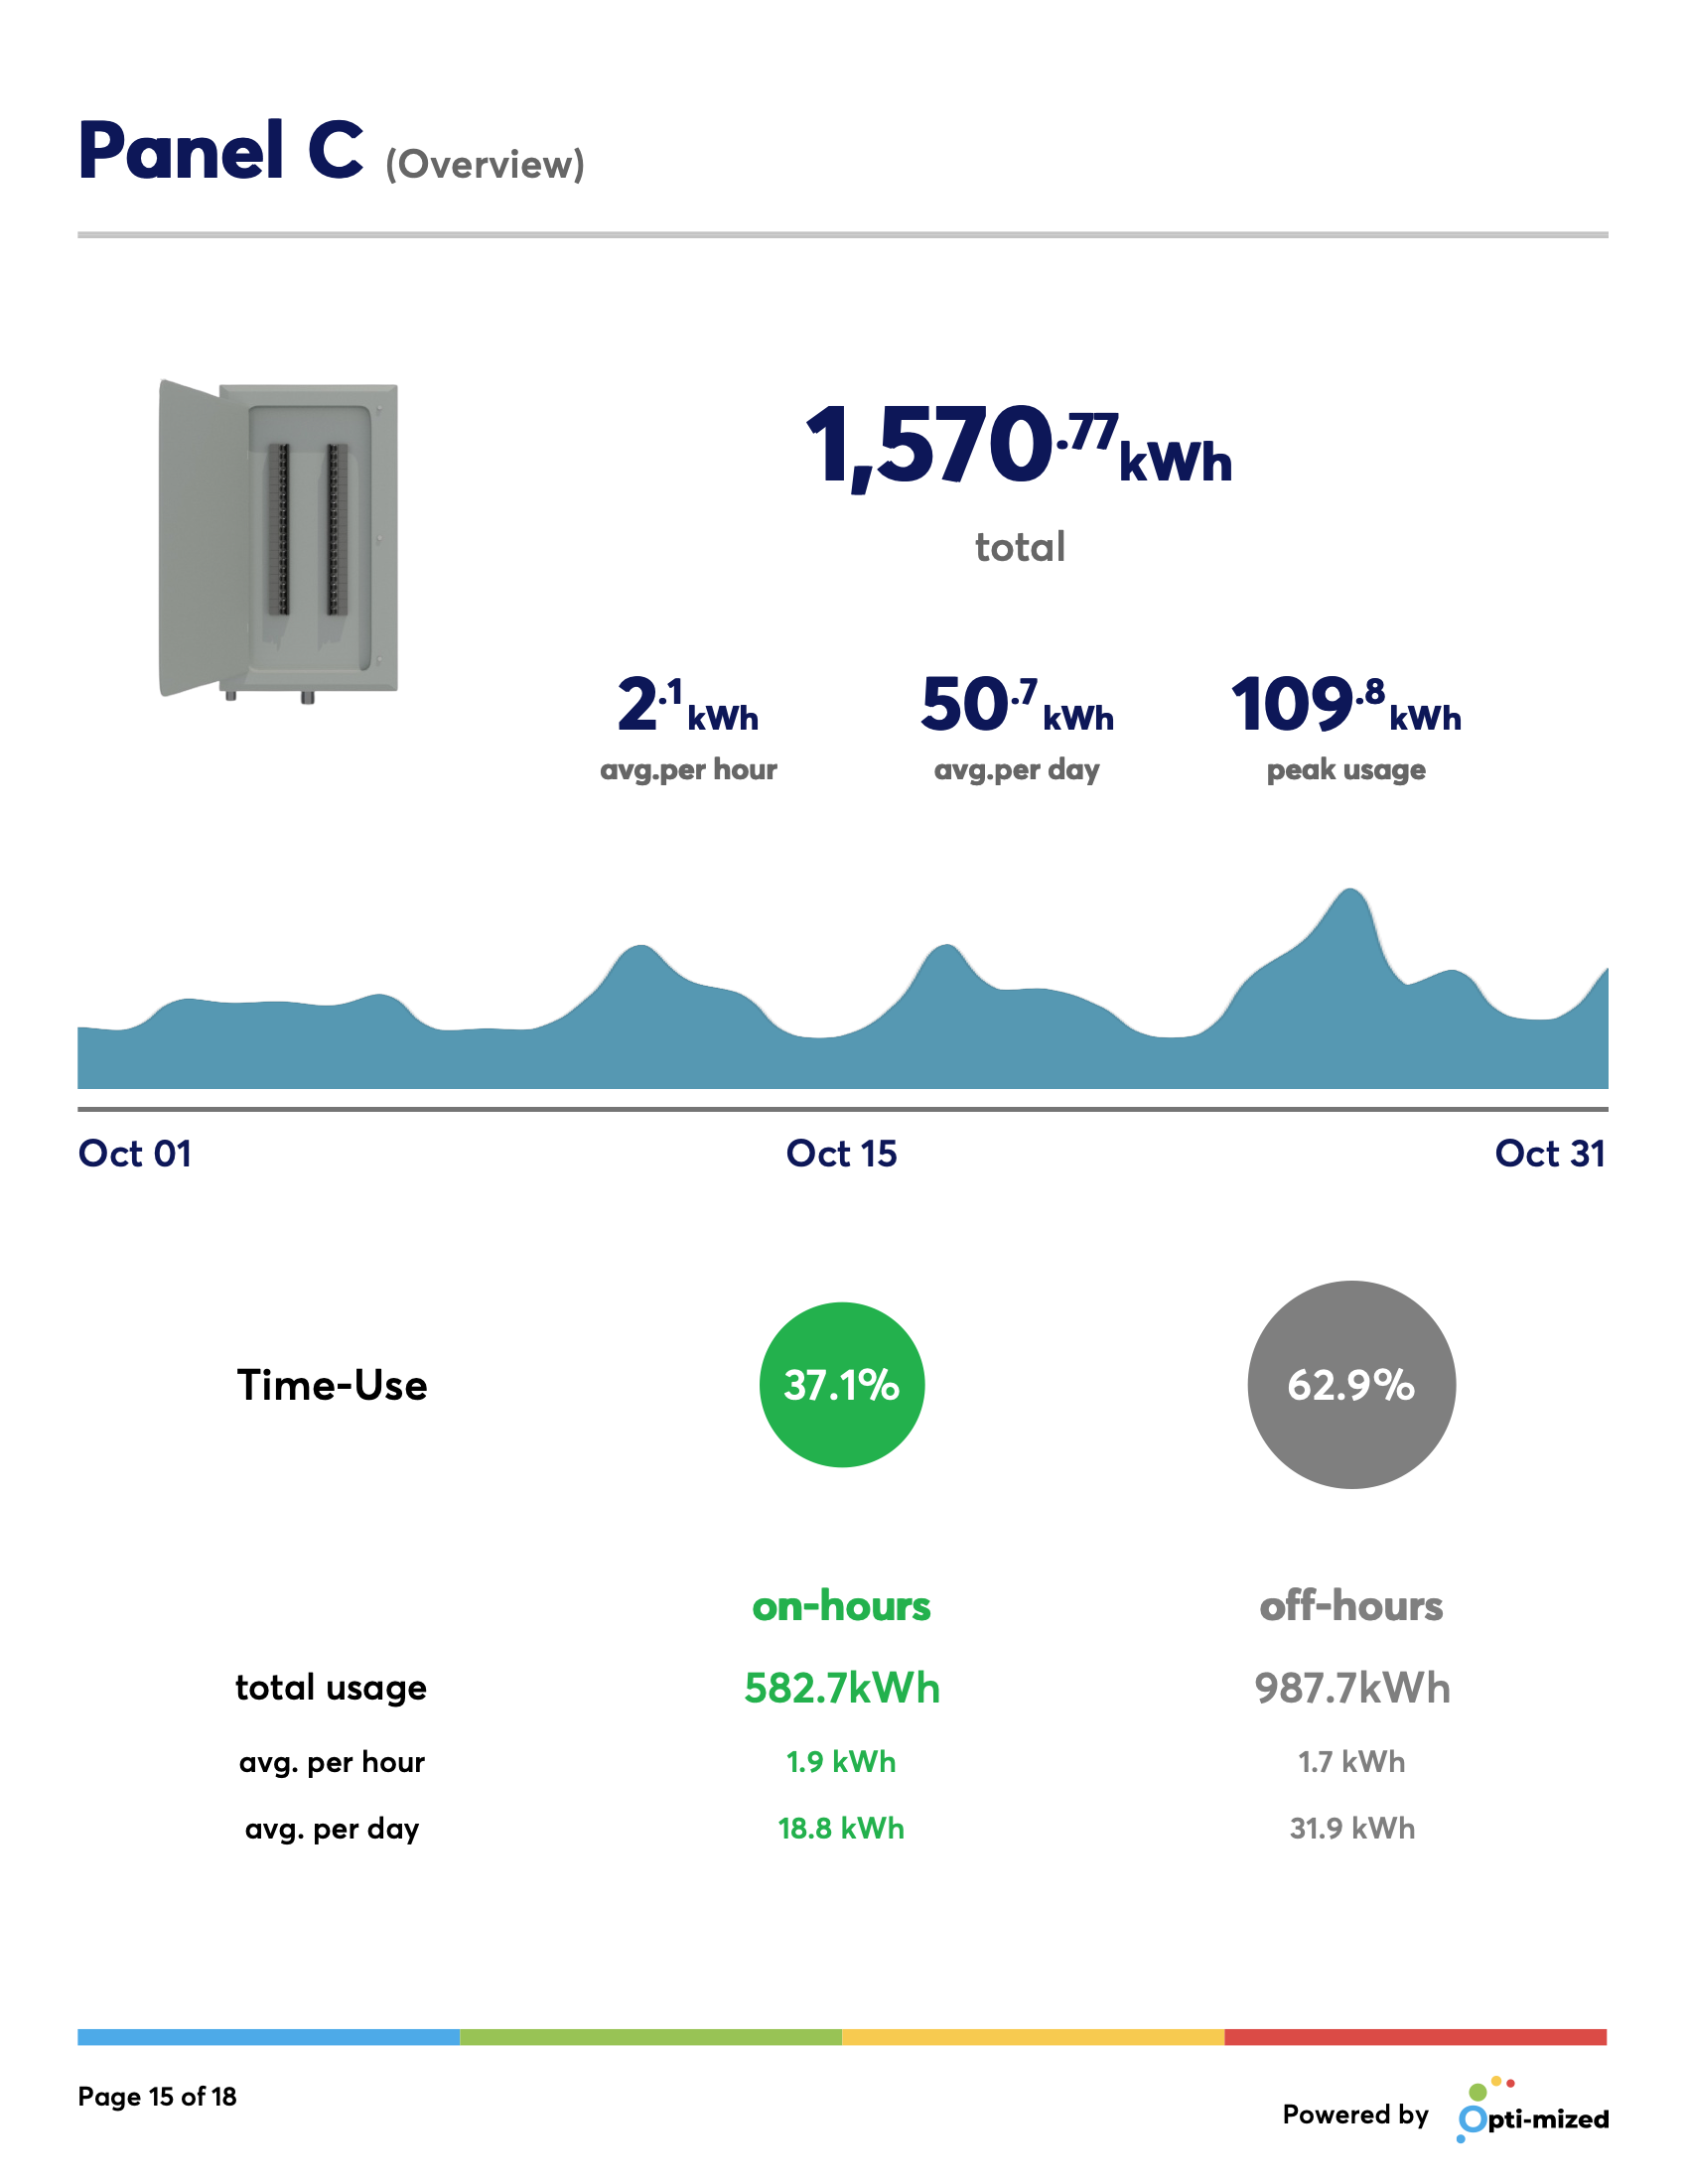 Panel C (Overview)
1,570.77kWh
total
2.1 kWh 50.7 kWh 109.8 kWh
avg.per hour avg.per day peak usage
Oct 01 Oct 15 Oct 31
Time-Use 37.1% 62.9%
on-hours off-hours
total usage 582.7kWh 987.7kWh
avg. per hour 1.9 kWh 1.7 kWh
avg. per day 18.8 kWh 31.9 kWh
Page 15 of 18
Powered by Opti-mized